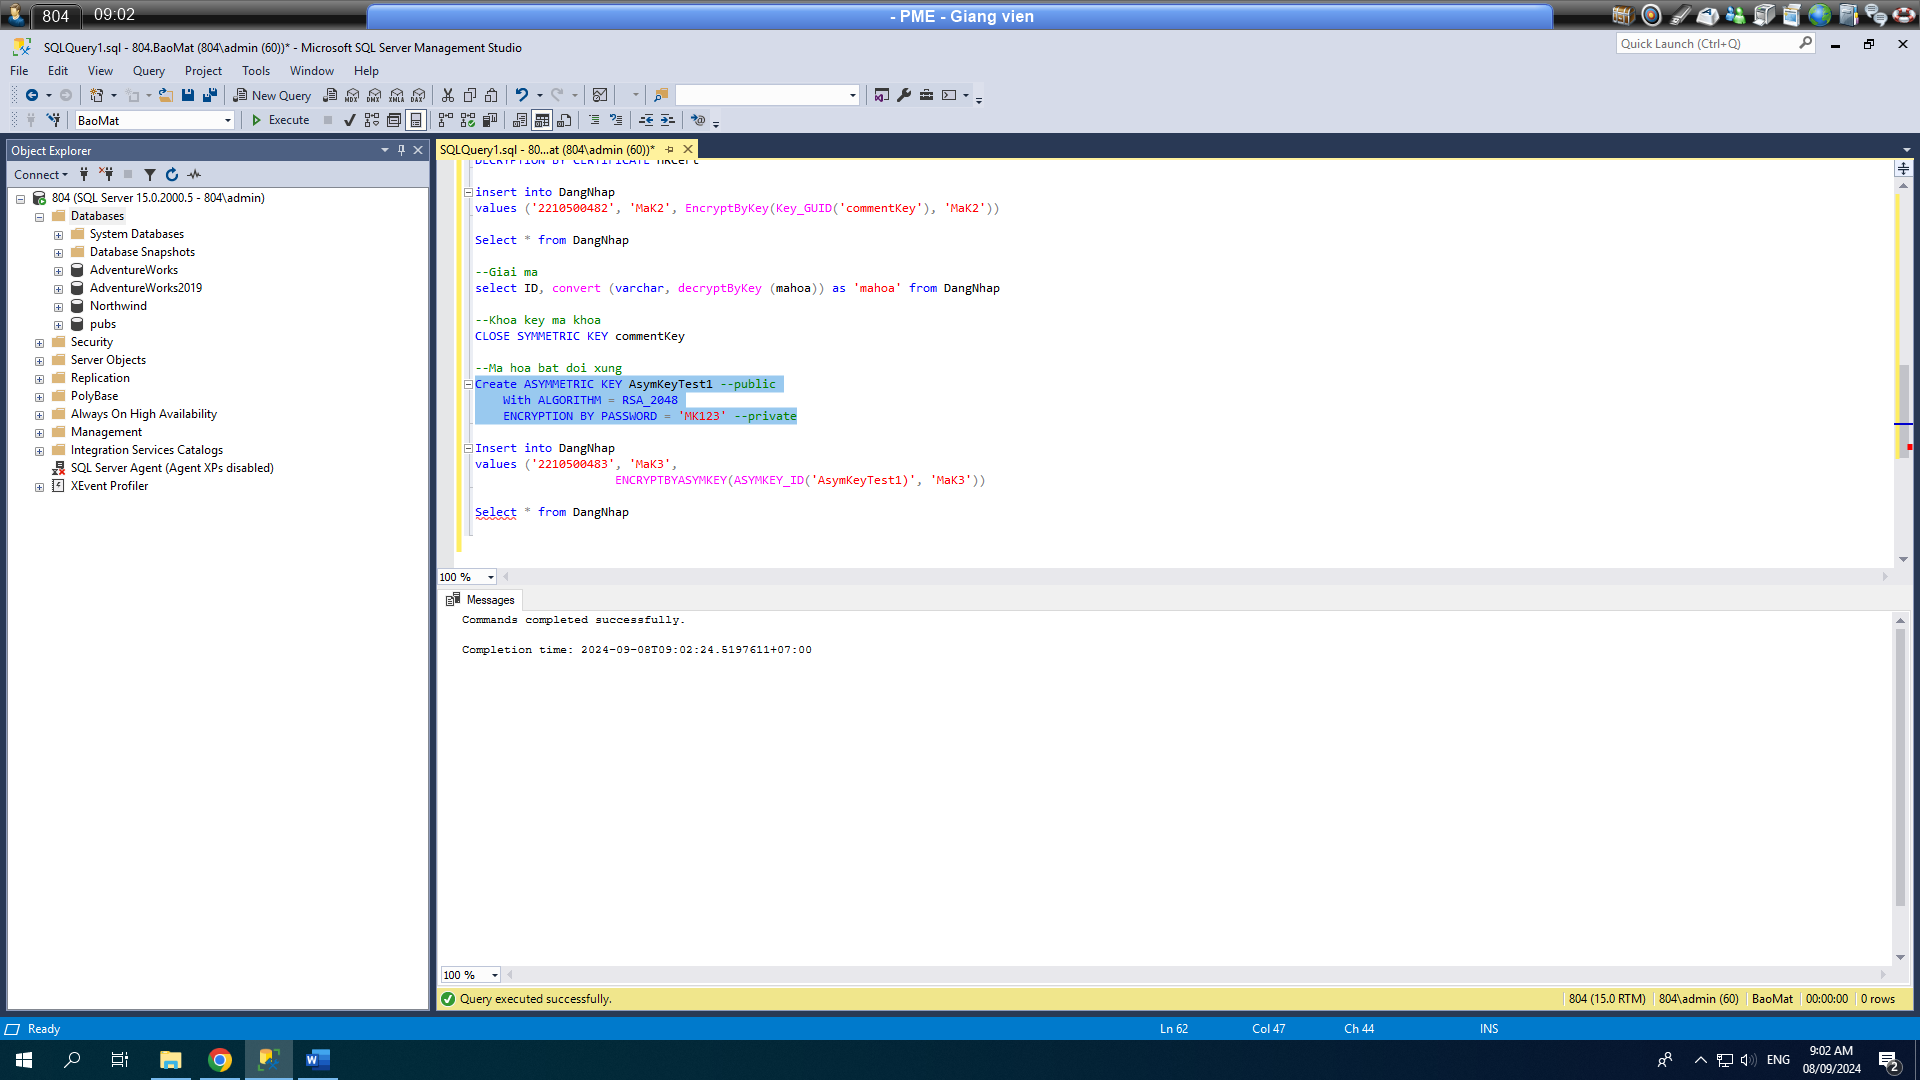 804 09:02 - PME - Giang vien
SQLQuery1.sql - 804.BaoMat (804\admin (60))* - Microsoft SQL Server Management Studio
Quick Launch (Ctrl+Q)
File Edit View Query Project Tools Window Help
New Query MDX DMX XMLA DAX
BaoMat Execute
Object Explorer
Connect
804 (SQL Server 15.0.2000.5 - 804\admin)
Databases
System Databases
Database Snapshots
AdventureWorks
AdventureWorks2019
Northwind
pubs
Security
Server Objects
Replication
PolyBase
Always On High Availability
Management
Integration Services Catalogs
SQL Server Agent (Agent XPs disabled)
XEvent Profiler
SQLQuery1.sql - 80...at (804\admin (60))*
DECRYPTION BY CERTIFICATE HRCert
insert into DangNhap
values ('2210500482', 'MaK2', EncryptByKey(Key_GUID('commentKey'), 'MaK2'))
Select * from DangNhap
--Giai ma
select ID, convert (varchar, decryptByKey (mahoa)) as 'mahoa' from DangNhap
--Khoa key ma khoa
CLOSE SYMMETRIC KEY commentKey
--Ma hoa bat doi xung
Create ASYMMETRIC KEY AsymKeyTest1 --public
With ALGORITHM = RSA_2048
ENCRYPTION BY PASSWORD = 'MK123' --private
Insert into DangNhap
values ('2210500483', 'MaK3',
ENCRYPTBYASYMKEY(ASYMKEY_ID('AsymKeyTest1)', 'MaK3'))
Select * from DangNhap
100 %
Messages
Commands completed successfully.
Completion time: 2024-09-08T09:02:24.5197611+07:00
100 %
Query executed successfully. 804 (15.0 RTM) 804\admin (60) BaoMat 00:00:00 0 rows
Ready Ln 62 Col 47 Ch 44 INS
ENG 9:02 AM
08/09/2024 2